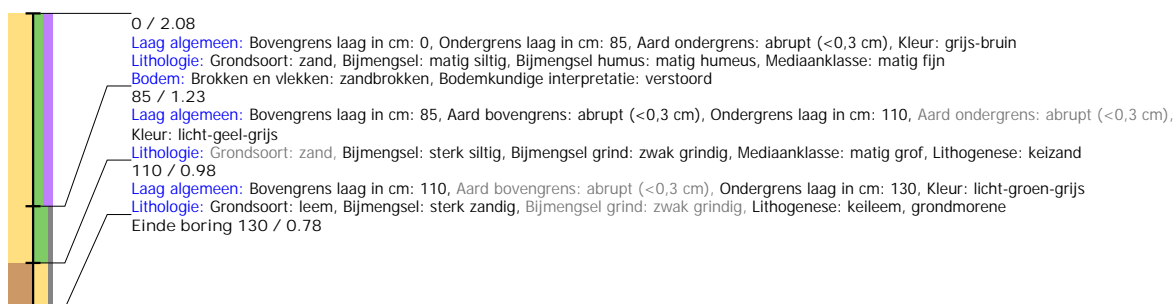 0 / 2.08
Laag algemeen: Bovengrens laag in cm: 0, Ondergrens laag in cm: 85, Aard ondergrens: abrupt (<0,3 cm), Kleur: grijs-bruin
Lithologie: Grondsoort: zand, Bijmengsel: matig siltig, Bijmengsel humus: matig humeus, Mediaanklasse: matig fijn
Bodem: Brokken en vlekken: zandbrokken, Bodemkundige interpretatie: verstoord
85 / 1.23
Laag algemeen: Bovengrens laag in cm: 85, Aard bovengrens: abrupt (<0,3 cm), Ondergrens laag in cm: 110, Aard ondergrens: abrupt (<0,3 cm),
Kleur: licht-geel-grijs
Lithologie: Grondsoort: zand, Bijmengsel: sterk siltig, Bijmengsel grind: zwak grindig, Mediaanklasse: matig grof, Lithogenese: keizand
110 / 0.98
Laag algemeen: Bovengrens laag in cm: 110, Aard bovengrens: abrupt (<0,3 cm), Ondergrens laag in cm: 130, Kleur: licht-groen-grijs
Lithologie: Grondsoort: leem, Bijmengsel: sterk zandig, Bijmengsel grind: zwak grindig, Lithogenese: keileem, grondmorene
Einde boring 130 / 0.78